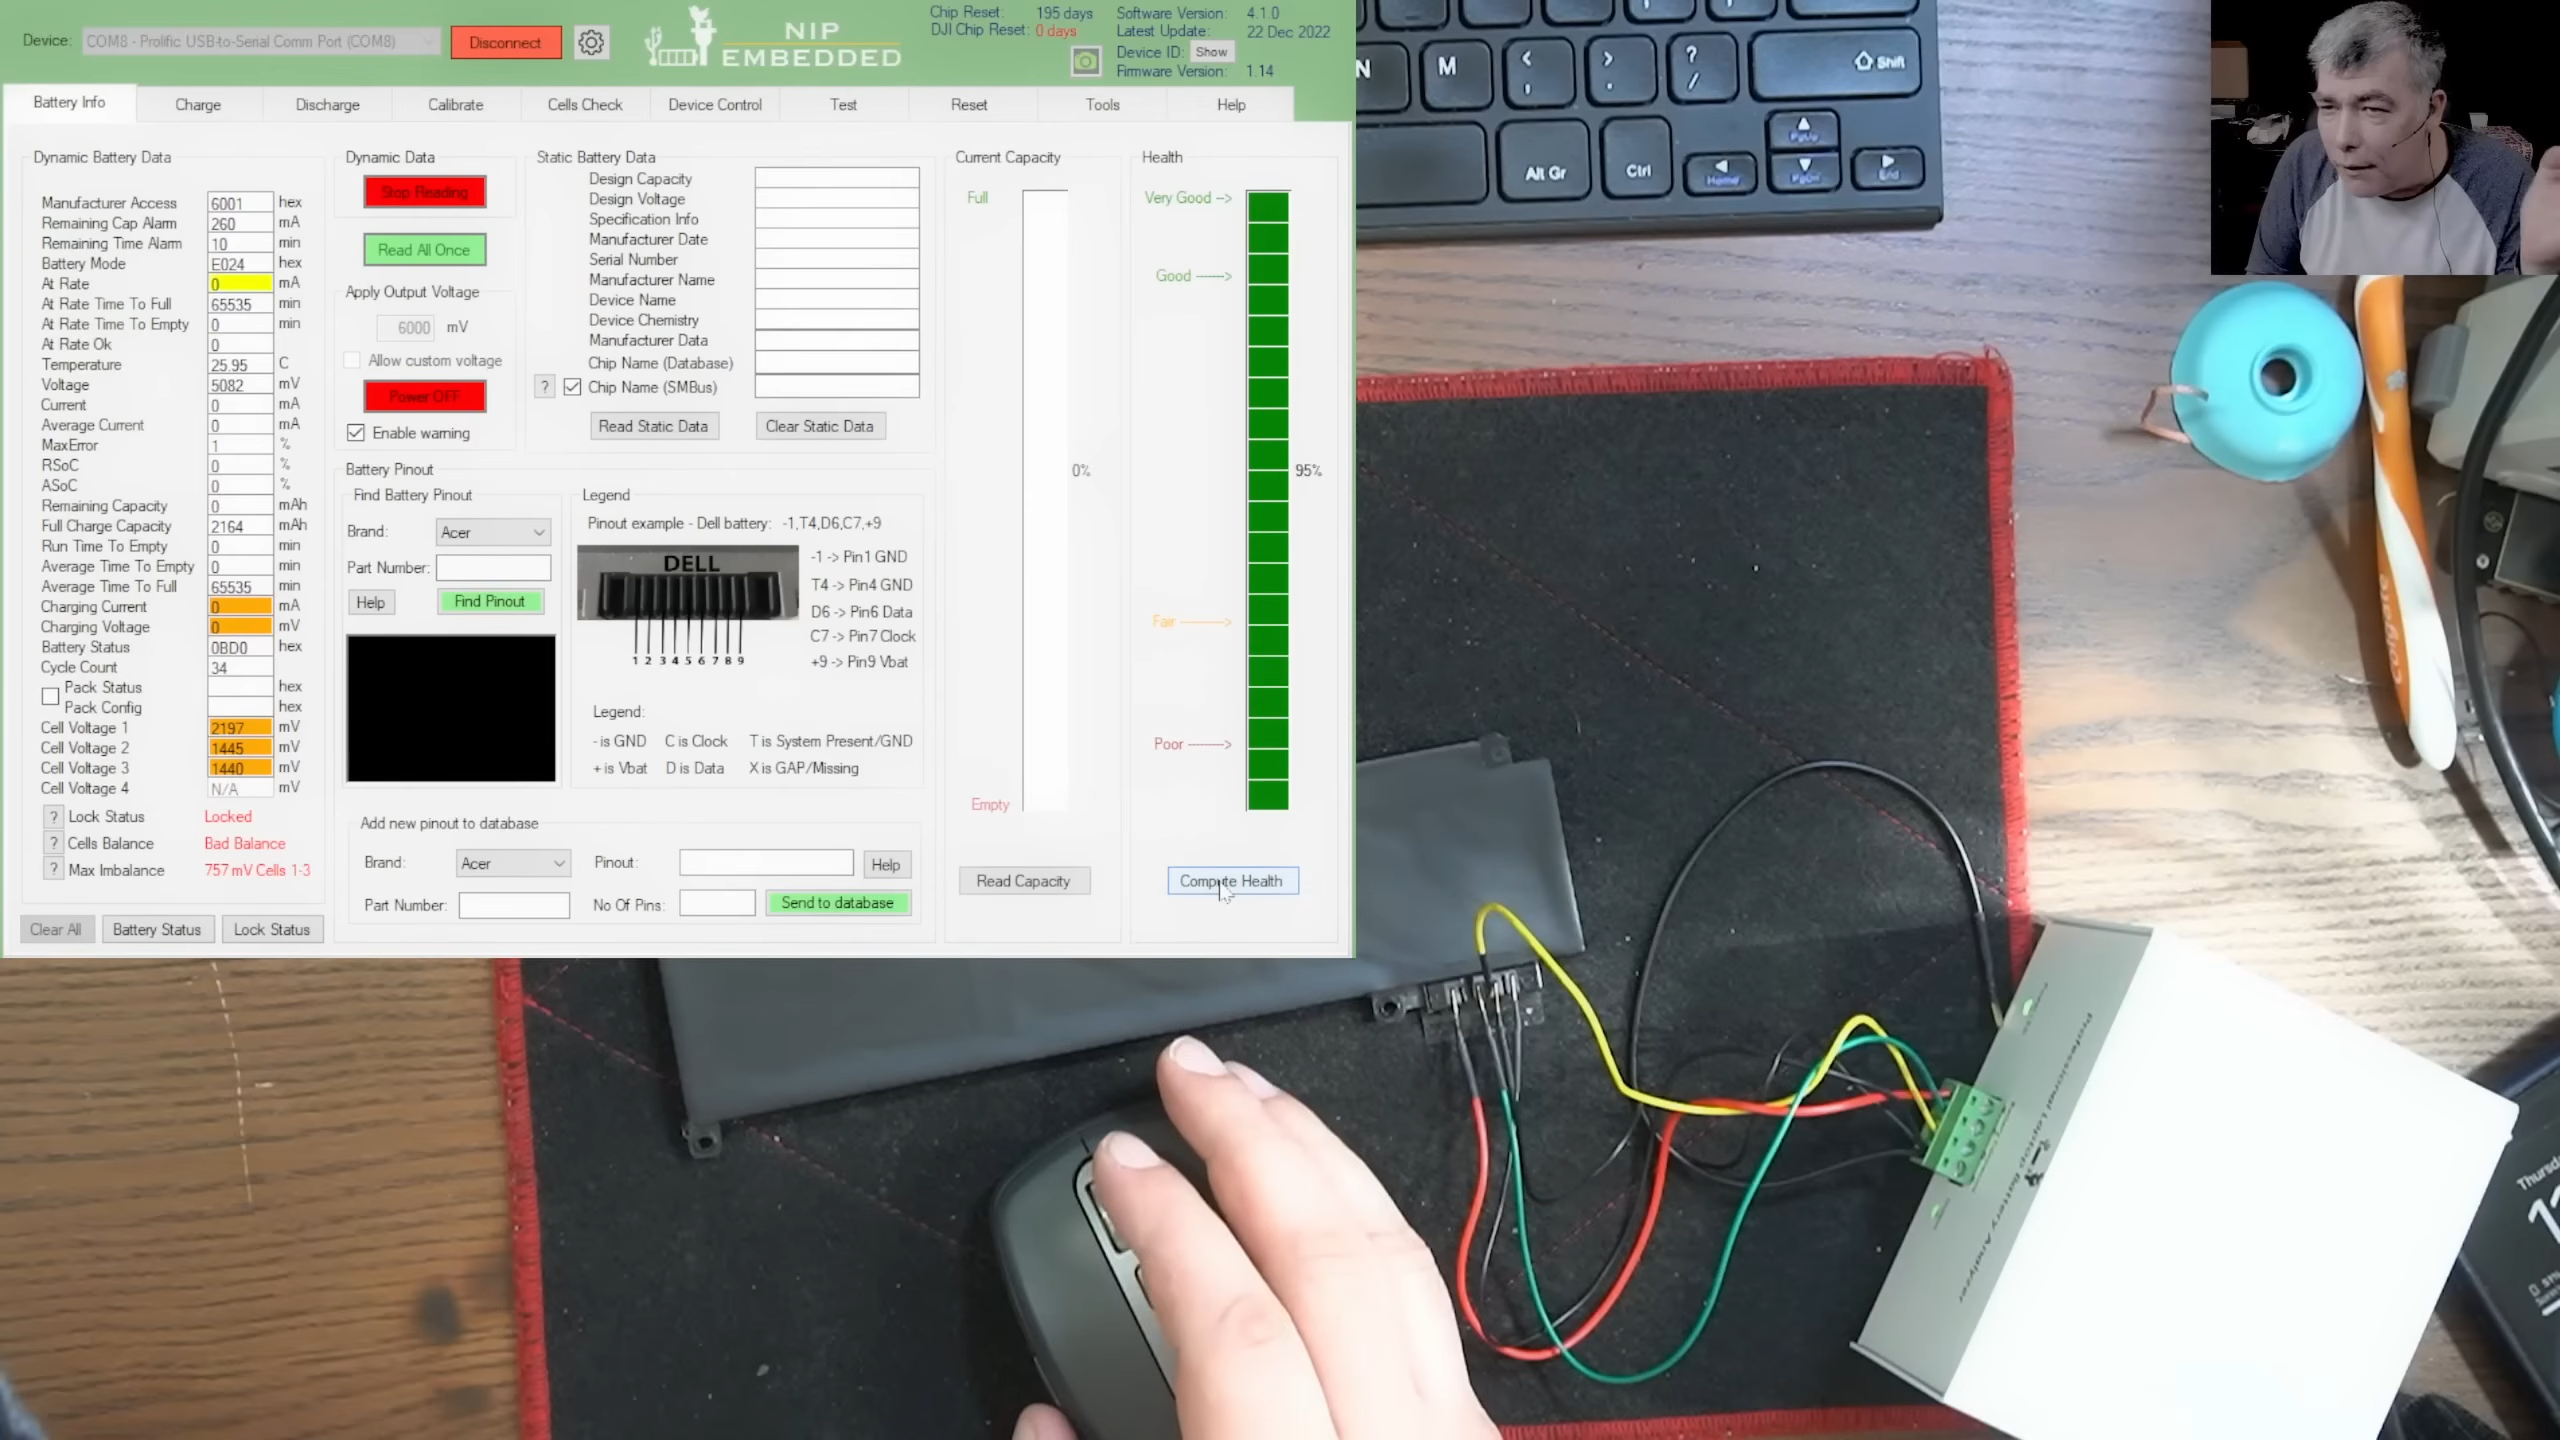 Device:
COM8 - Prolific USB-to-Serial Comm Port (COM8)
Disconnect
NIP
EMBEDDED
Chip Reset: 195 days
DJI Chip Reset: 0 days
Software Version: 4.1.0
Latest Update: 22 Dec 2022
Device ID: Show
Firmware Version: 1.14
Battery Info
Charge
Discharge
Calibrate
Cells Check
Device Control
Test
Reset
Tools
Help
Dynamic Battery Data
Manufacturer Access 6001 hex
Remaining Cap Alarm 260 mA
Remaining Time Alarm 10 min
Battery Mode E024 hex
At Rate 0 mA
At Rate Time To Full 65535 min
At Rate Time To Empty 0 min
At Rate Ok 0
Temperature 25.95 C
Voltage 5082 mV
Current 0 mA
Average Current 0 mA
MaxError 1 %
RSoC 0 %
ASoC 0 %
Remaining Capacity 0 mAh
Full Charge Capacity 2164 mAh
Run Time To Empty 0 min
Average Time To Empty 0 min
Average Time To Full 65535 min
Charging Current 0 mA
Charging Voltage 0 mV
Battery Status 0BD0 hex
Cycle Count 34
Pack Status hex
Pack Config hex
Cell Voltage 1 2197 mV
Cell Voltage 2 1445 mV
Cell Voltage 3 1440 mV
Cell Voltage 4 N/A mV
? Lock Status Locked
? Cells Balance Bad Balance
? Max Imbalance 757 mV Cells 1-3
Clear All
Battery Status
Lock Status
Dynamic Data
Stop Reading
Read All Once
Apply Output Voltage
6000 mV
Allow custom voltage
Power OFF
Enable warning
Static Battery Data
Design Capacity
Design Voltage
Specification Info
Manufacturer Date
Serial Number
Manufacturer Name
Device Name
Device Chemistry
Manufacturer Data
Chip Name (Database)
? Chip Name (SMBus)
Read Static Data
Clear Static Data
Battery Pinout
Find Battery Pinout
Brand: Acer
Part Number:
Help
Find Pinout
Legend
Pinout example - Dell battery: -1,T4,D6,C7,+9
DELL
1 2 3 4 5 6 7 8 9
-1 -> Pin1 GND
T4 -> Pin4 GND
D6 -> Pin6 Data
C7 -> Pin7 Clock
+9 -> Pin9 Vbat
Legend:
- is GND C is Clock T is System Present/GND
+ is Vbat D is Data X is GAP/Missing
Add new pinout to database
Brand: Acer
Pinout:
Help
Part Number:
No Of Pins:
Send to database
Current Capacity
Full
0%
Empty
Read Capacity
Health
Very Good -->
Good ------>
95%
Fair ------->
Poor ------>
Compute Health
N
M
<
,
>
.
?
/
Shift
Alt Gr
Ctrl
Home
PgUp
PgDn
End
Colgate
Professional Laptop Battery Analyzer